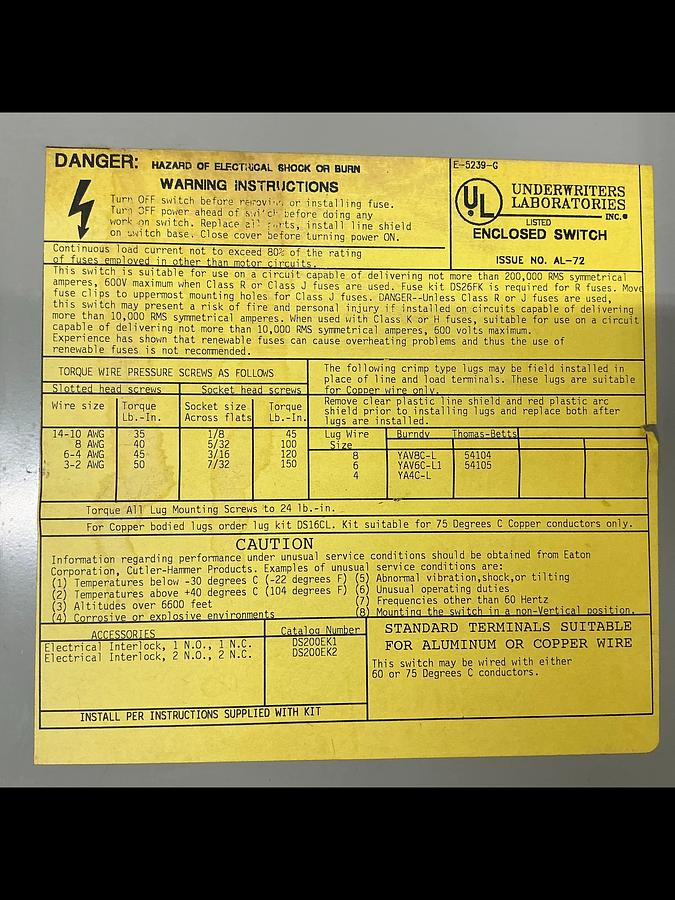 DANGER: HAZARD OF ELECTRICAL SHOCK OR BURN
WARNING INSTRUCTIONS
Turn OFF switch before removing or installing fuse.
Turn OFF power ahead of switch before doing any
work on switch. Replace all parts, install line shield
on switch base. Close cover before turning power ON.
E-5239-G
UL
UNDERWRITERS
LABORATORIES
INC.®
LISTED
ENCLOSED SWITCH
ISSUE NO. AL-72
Continuous load current not to exceed 80% of the rating
of fuses employed in other than motor circuits.
This switch is suitable for use on a circuit capable of delivering not more than 200,000 RMS symmetrical
amperes, 600V maximum when Class R or Class J fuses are used. Fuse kit DS26FK is required for R fuses. Move
fuse clips to uppermost mounting holes for Class J fuses. DANGER--Unless Class R or J fuses are used,
this switch may present a risk of fire and personal injury if installed on circuits capable of delivering
more than 10,000 RMS symmetrical amperes. When used with Class K or H fuses, suitable for use on a circuit
capable of delivering not more than 10,000 RMS symmetrical amperes, 600 volts maximum.
Experience has shown that renewable fuses can cause overheating problems and thus the use of
renewable fuses is not recommended.
TORQUE WIRE PRESSURE SCREWS AS FOLLOWS
Slotted head screws Socket head screws
Wire size Torque Lb.-In. Socket size Across flats Torque Lb.-In.
14-10 AWG 35 1/8 45
8 AWG 40 5/32 100
6-4 AWG 45 3/16 120
3-2 AWG 50 7/32 150
The following crimp type lugs may be field installed in
place of line and load terminals. These lugs are suitable
for Copper wire only.
Remove clear plastic line shield and red plastic arc
shield prior to installing lugs and replace both after
lugs are installed.
Lug Wire Size Burndy Thomas-Betts
8 YAV8C-L 54104
6 YAV6C-L1 54105
4 YA4C-L
Torque All Lug Mounting Screws to 24 lb.-in.
For Copper bodied lugs order lug kit DS16CL. Kit suitable for 75 Degrees C Copper conductors only.
CAUTION
Information regarding performance under unusual service conditions should be obtained from Eaton
Corporation, Cutler-Hammer Products. Examples of unusual service conditions are:
(1) Temperatures below -30 degrees C (-22 degrees F) (5) Abnormal vibration,shock,or tilting
(2) Temperatures above +40 degrees C (104 degrees F) (6) Unusual operating duties
(3) Altitudes over 6600 feet (7) Frequencies other than 60 Hertz
(4) Corrosive or explosive environments (8) Mounting the switch in a non-Vertical position.
ACCESSORIES Catalog Number
Electrical Interlock, 1 N.O., 1 N.C. DS200EK1
Electrical Interlock, 2 N.O., 2 N.C. DS200EK2
INSTALL PER INSTRUCTIONS SUPPLIED WITH KIT
STANDARD TERMINALS SUITABLE
FOR ALUMINUM OR COPPER WIRE
This switch may be wired with either
60 or 75 Degrees C conductors.